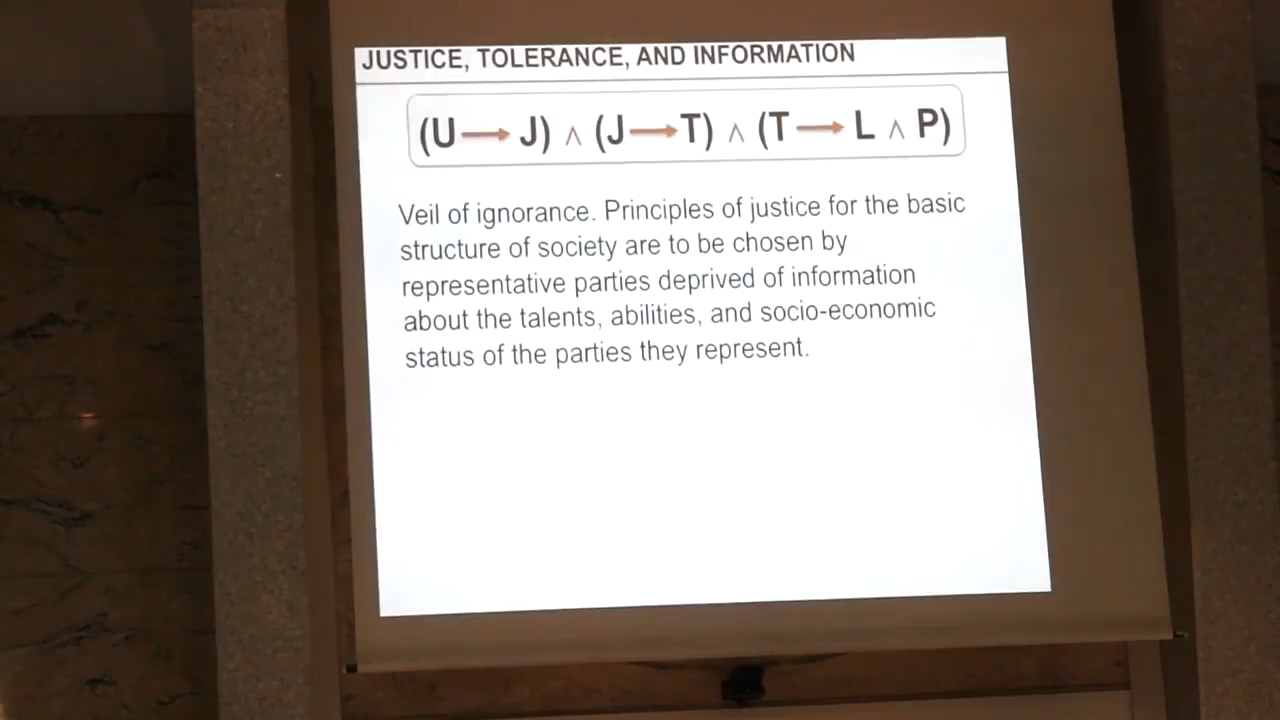 JUSTICE, TOLERANCE, AND INFORMATION
(U → J) ∧ (J → T) ∧ (T → L ∧ P)
Veil of ignorance. Principles of justice for the basic
structure of society are to be chosen by
representative parties deprived of information
about the talents, abilities, and socio-economic
status of the parties they represent.